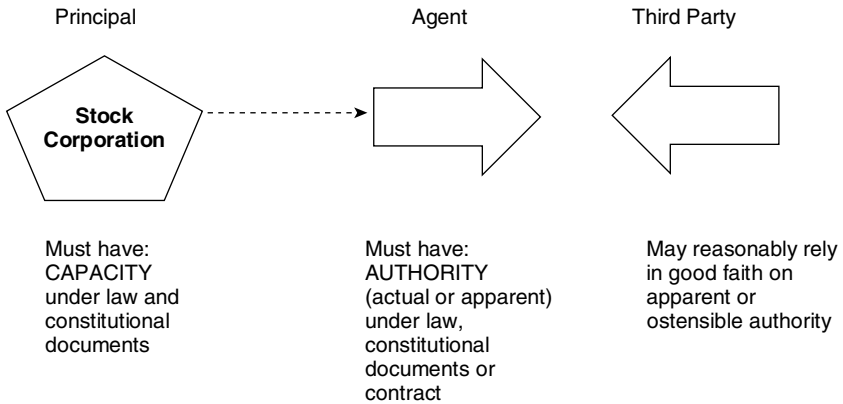 Principal
Agent
Third Party
Stock
Corporation
Must have:
CAPACITY
under law and
constitutional
documents
Must have:
AUTHORITY
(actual or apparent)
under law,
constitutional
documents or
contract
May reasonably rely
in good faith on
apparent or
ostensible authority